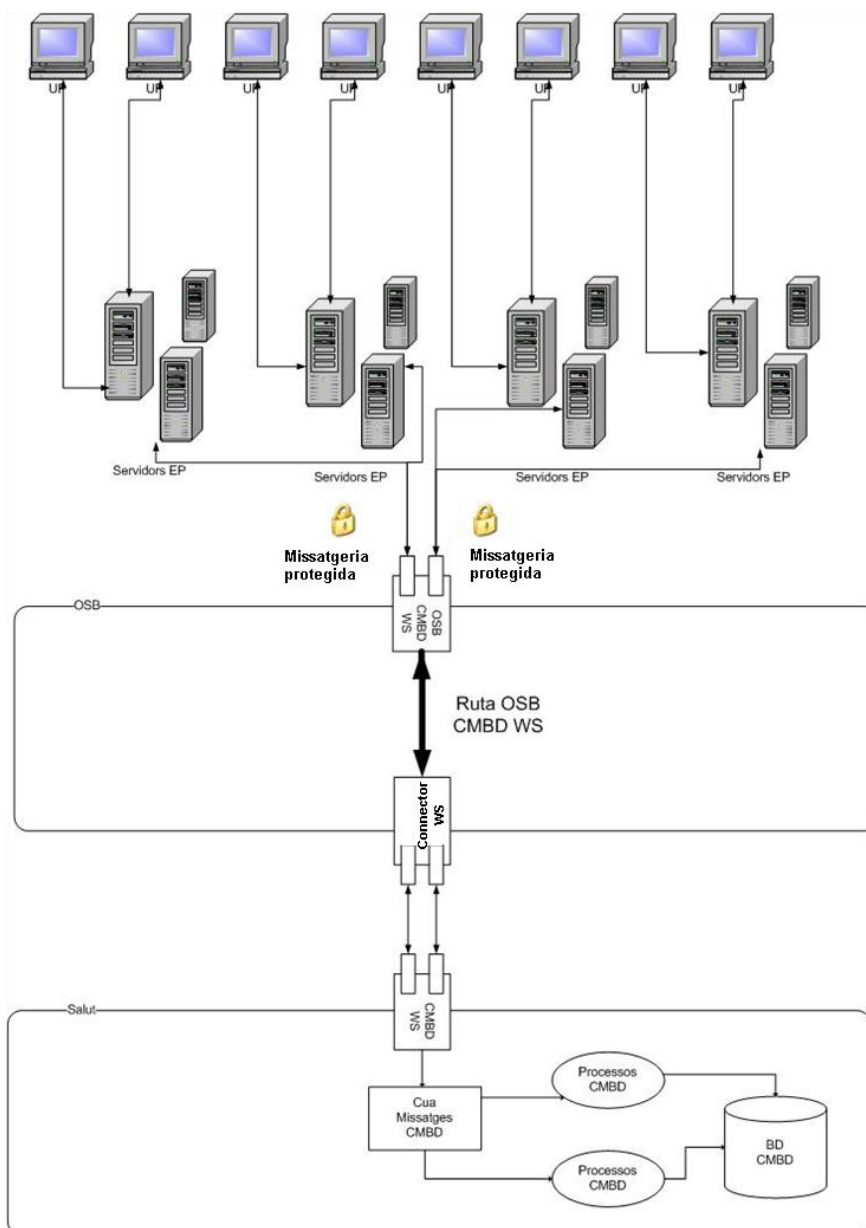 UP
UP
UP
UP
UP
UP
UP
UP
Servidors EP
Servidors EP
Servidors EP
Servidors EP
Missatgeria
protegida
Missatgeria
protegida
OSB
OSB
CMBD
WS
Ruta OSB
CMBD WS
Connector
WS
Salut
CMBD
WS
Cua
Missatges
CMBD
Processos
CMBD
Processos
CMBD
BD
CMBD